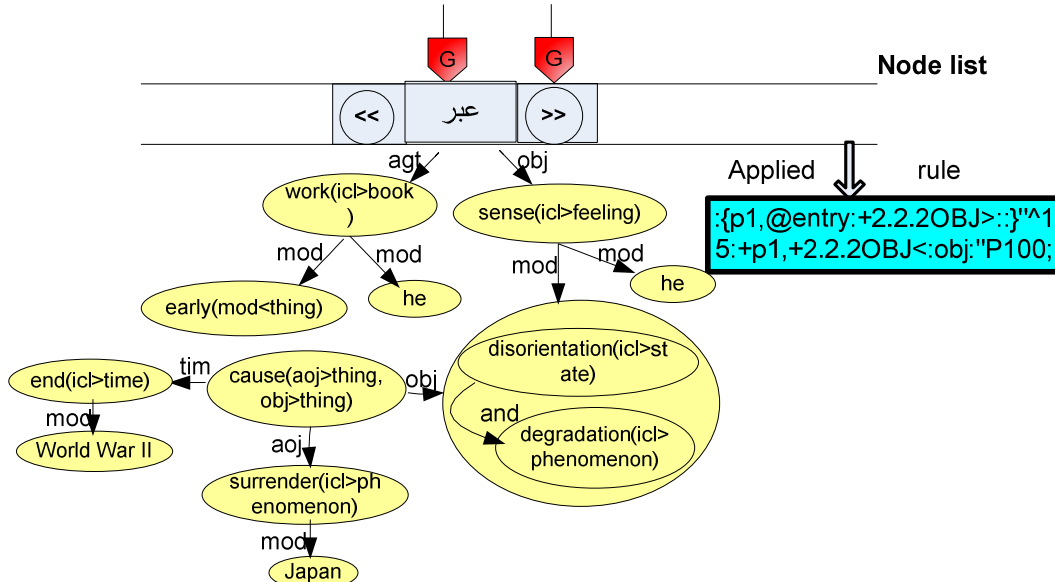 G
G
Node list
<<
عبر
>>
agt
obj
Applied
rule
work(icl>book
)
sense(icl>feeling)
:{p1,@entry:+2.2.2OBJ>::}"^1
5:+p1,+2.2.2OBJ<:obj:"P100;
mod
mod
mod
mod
early(mod<thing)
he
he
disorientation(icl>st
ate)
tim
end(icl>time)
cause(aoj>thing,
obj>thing)
obj
and
mod
degradation(icl>
phenomenon)
World War II
aoj
surrender(icl>ph
enomenon)
mod
Japan